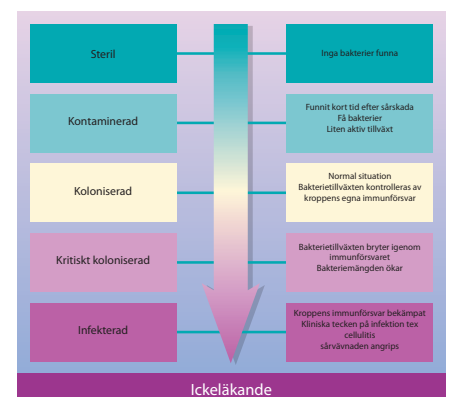 Steril
Inga bakterier funna
Kontaminerad
Funnit kort tid efter sårskada
Få bakterier
Liten aktiv tillväxt
Koloniserad
Normal situation
Bakterietillväxten kontrolleras av
kroppens egna immunförsvar
Kritiskt koloniserad
Bakterietillväxten bryter igenom
immunförsvaret
Bakteriemängden ökar
Infekterad
Kroppens immunförsvar bekämpat
Kliniska tecken på infektion tex
cellulitis
sårvävnaden angrips
Ickeläkande